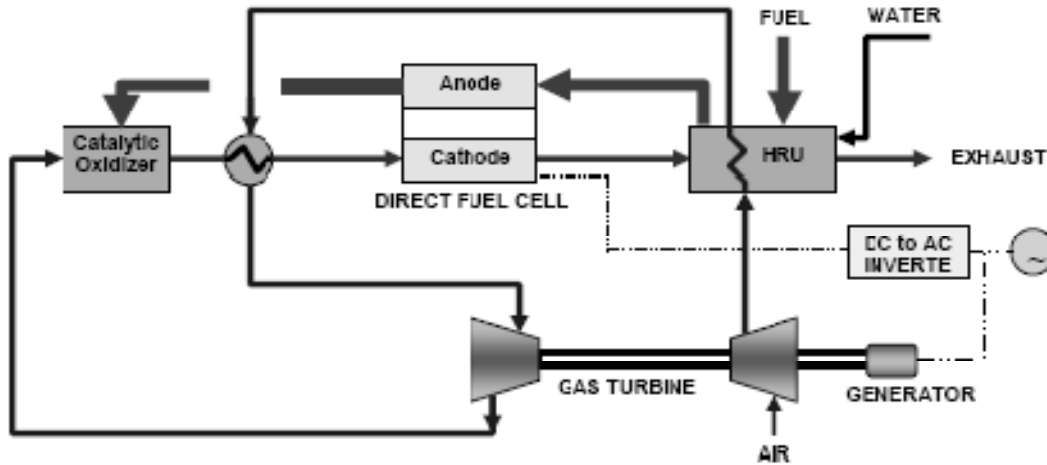 FUEL
WATER
Anode
Catalytic
Oxidizer
Cathode
HRU
EXHAUST
DIRECT FUEL CELL
DC to AC
INVERTE
~
GAS TURBINE
GENERATOR
AIR